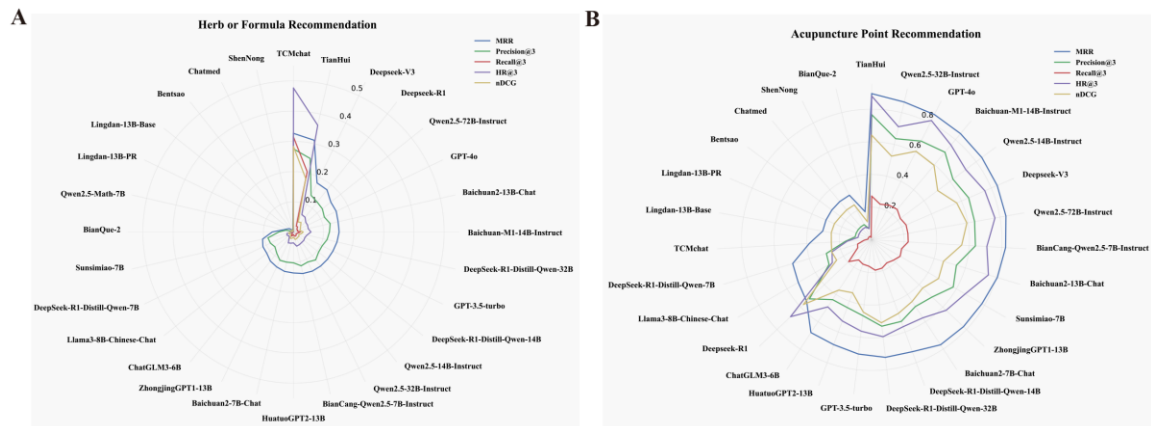 A
Herb or Formula Recommendation
MRR
Precision@3
Recall@3
HR@3
nDCG
TCMchat
TianHui
Deepseek-V3
Deepseek-R1
Qwen2.5-72B-Instruct
GPT-4o
Baichuan2-13B-Chat
Baichuan-M1-14B-Instruct
DeepSeek-R1-Distill-Qwen-32B
GPT-3.5-turbo
DeepSeek-R1-Distill-Qwen-14B
Qwen2.5-14B-Instruct
Qwen2.5-32B-Instruct
BianCang-Qwen2.5-7B-Instruct
HuatuoGPT2-13B
Baichuan2-7B-Chat
ZhongjingGPT1-13B
ChatGLM3-6B
Llama3-8B-Chinese-Chat
DeepSeek-R1-Distill-Qwen-7B
Sunsimiao-7B
BianQue-2
Qwen2.5-Math-7B
Lingdan-13B-PR
Lingdan-13B-Base
Bentsao
Chatmed
ShenNong
0.5
0.4
0.3
0.2
0.1
B
Acupuncture Point Recommendation
MRR
Precision@3
Recall@3
HR@3
nDCG
TianHui
Qwen2.5-32B-Instruct
GPT-4o
Baichuan-M1-14B-Instruct
Qwen2.5-14B-Instruct
Deepseek-V3
Qwen2.5-72B-Instruct
BianCang-Qwen2.5-7B-Instruct
Baichuan2-13B-Chat
Sunsimiao-7B
ZhongjingGPT1-13B
Baichuan2-7B-Chat
DeepSeek-R1-Distill-Qwen-14B
DeepSeek-R1-Distill-Qwen-32B
GPT-3.5-turbo
HuatuoGPT2-13B
ChatGLM3-6B
Deepseek-R1
Llama3-8B-Chinese-Chat
DeepSeek-R1-Distill-Qwen-7B
TCMchat
Lingdan-13B-Base
Lingdan-13B-PR
Bentsao
Chatmed
ShenNong
BianQue-2
0.8
0.6
0.4
0.2